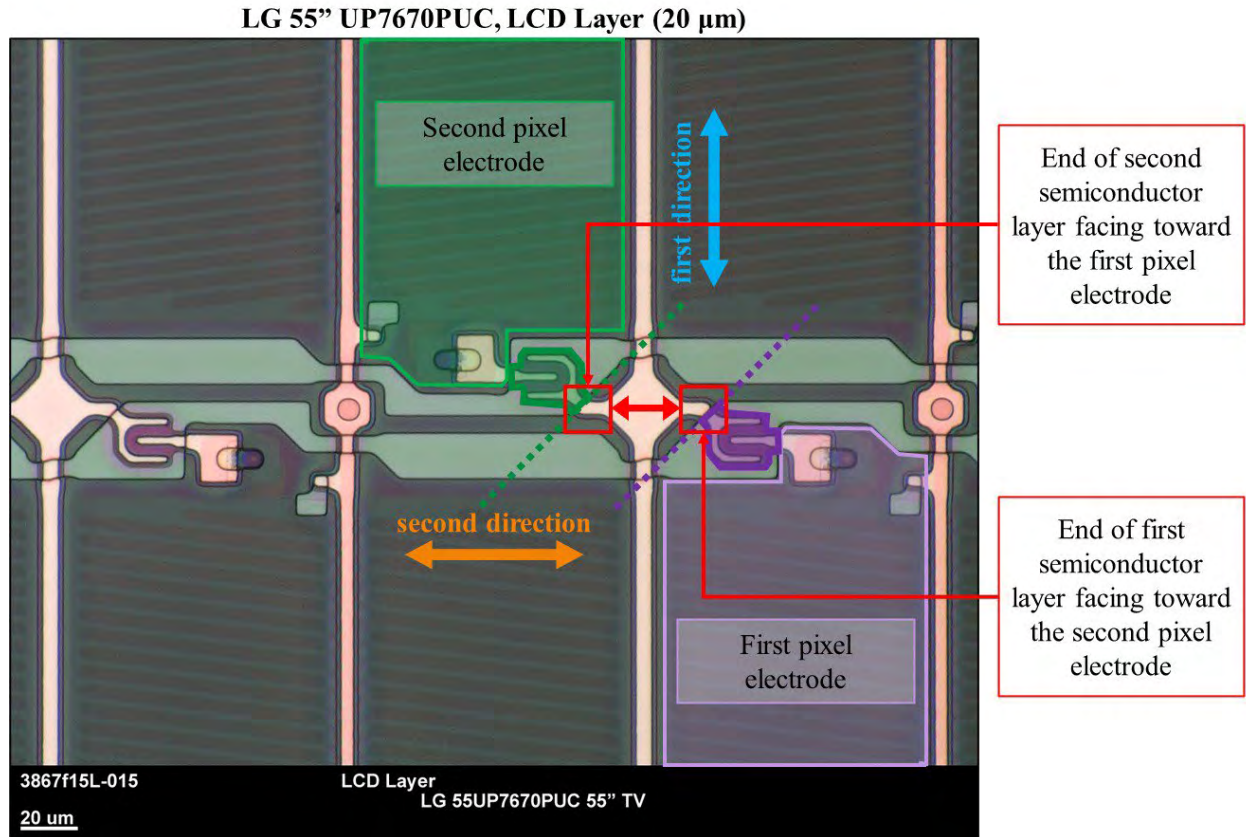 LG 55” UP7670PUC, LCD Layer (20 µm)
Second pixel
electrode
first direction
End of second
semiconductor
layer facing toward
the first pixel
electrode
second direction
End of first
semiconductor
layer facing toward
the second pixel
electrode
First pixel
electrode
3867f15L-015
LCD Layer
LG 55UP7670PUC 55” TV
20 um